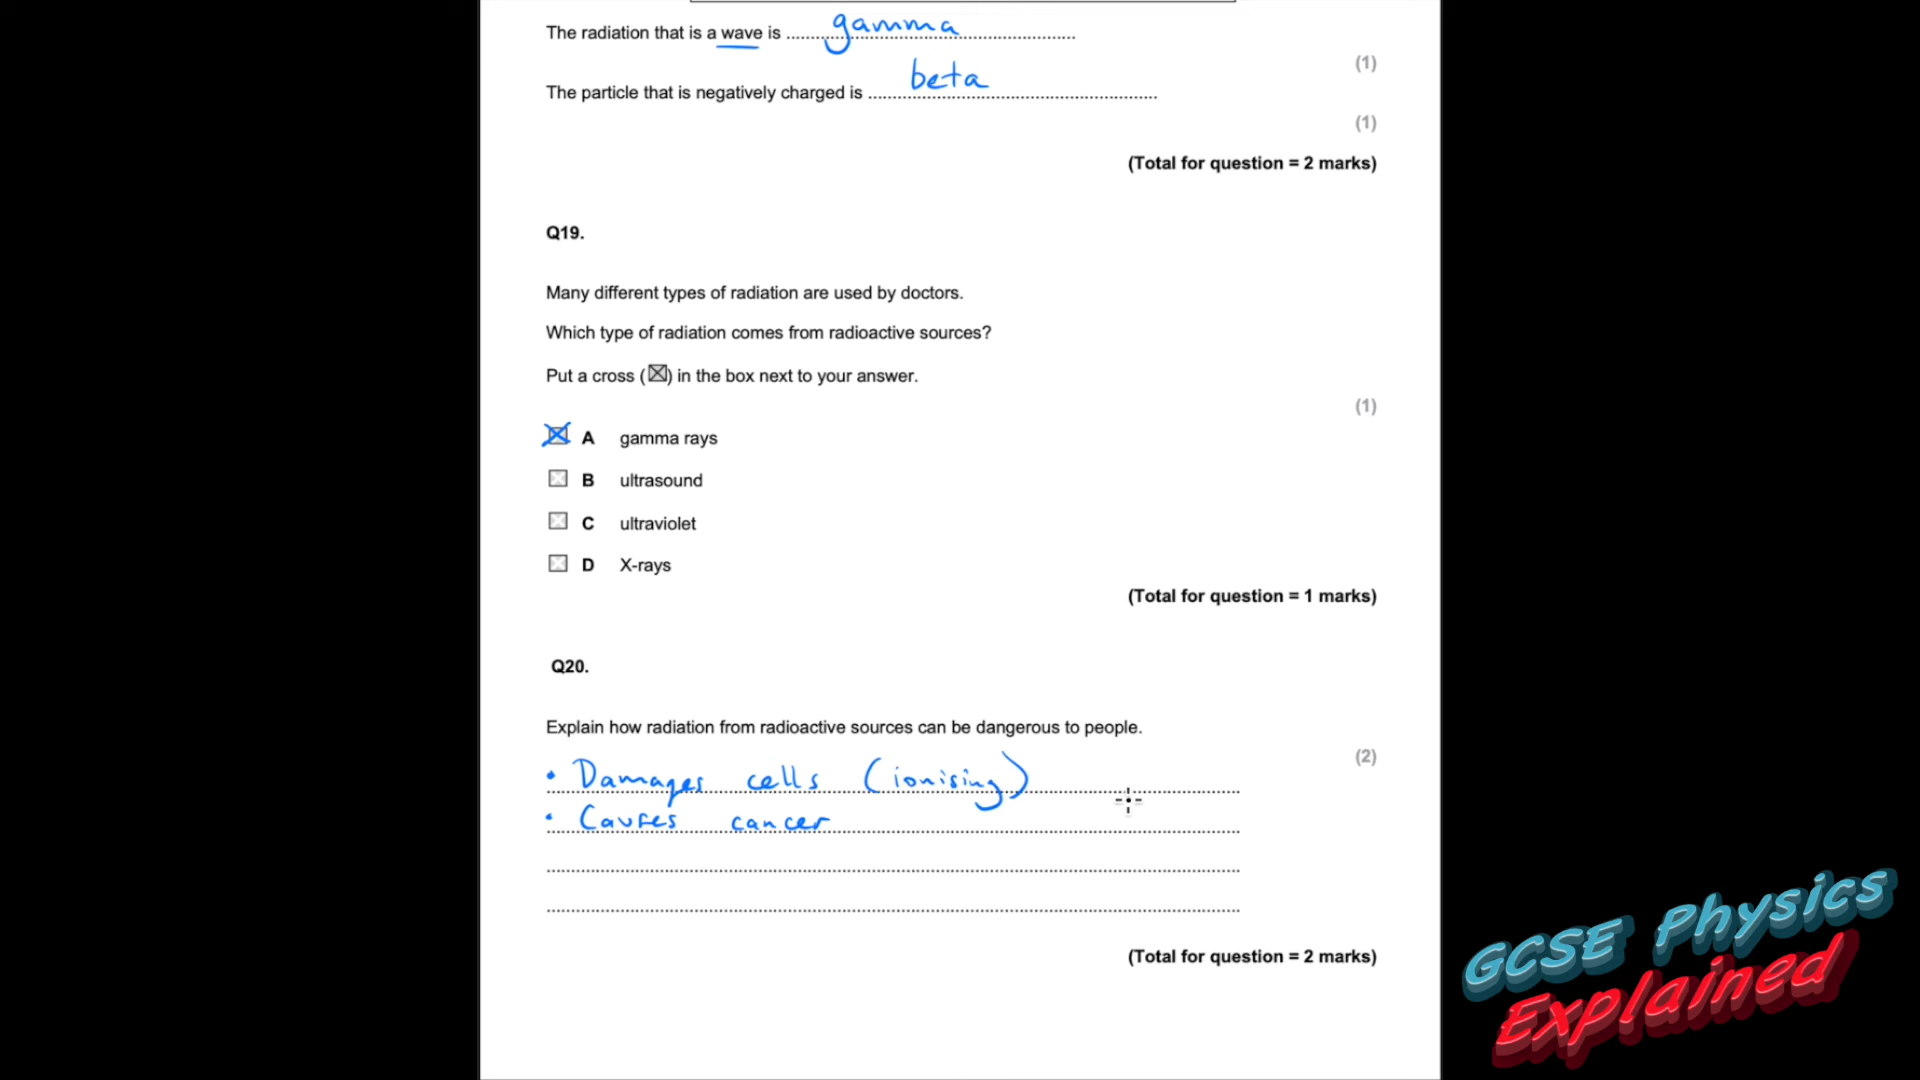 The radiation that is a wave is .......... gamma ..........
(1)
The particle that is negatively charged is .......... beta ..........
(1)
(Total for question = 2 marks)
Q19.
Many different types of radiation are used by doctors.
Which type of radiation comes from radioactive sources?
Put a cross (☒) in the box next to your answer.
(1)
☒ A gamma rays
☒ B ultrasound
☒ C ultraviolet
☒ D X-rays
(Total for question = 1 marks)
Q20.
Explain how radiation from radioactive sources can be dangerous to people.
(2)
• Damages cells (ionising)
• Causes cancer
(Total for question = 2 marks)
GCSE Physics
Explained